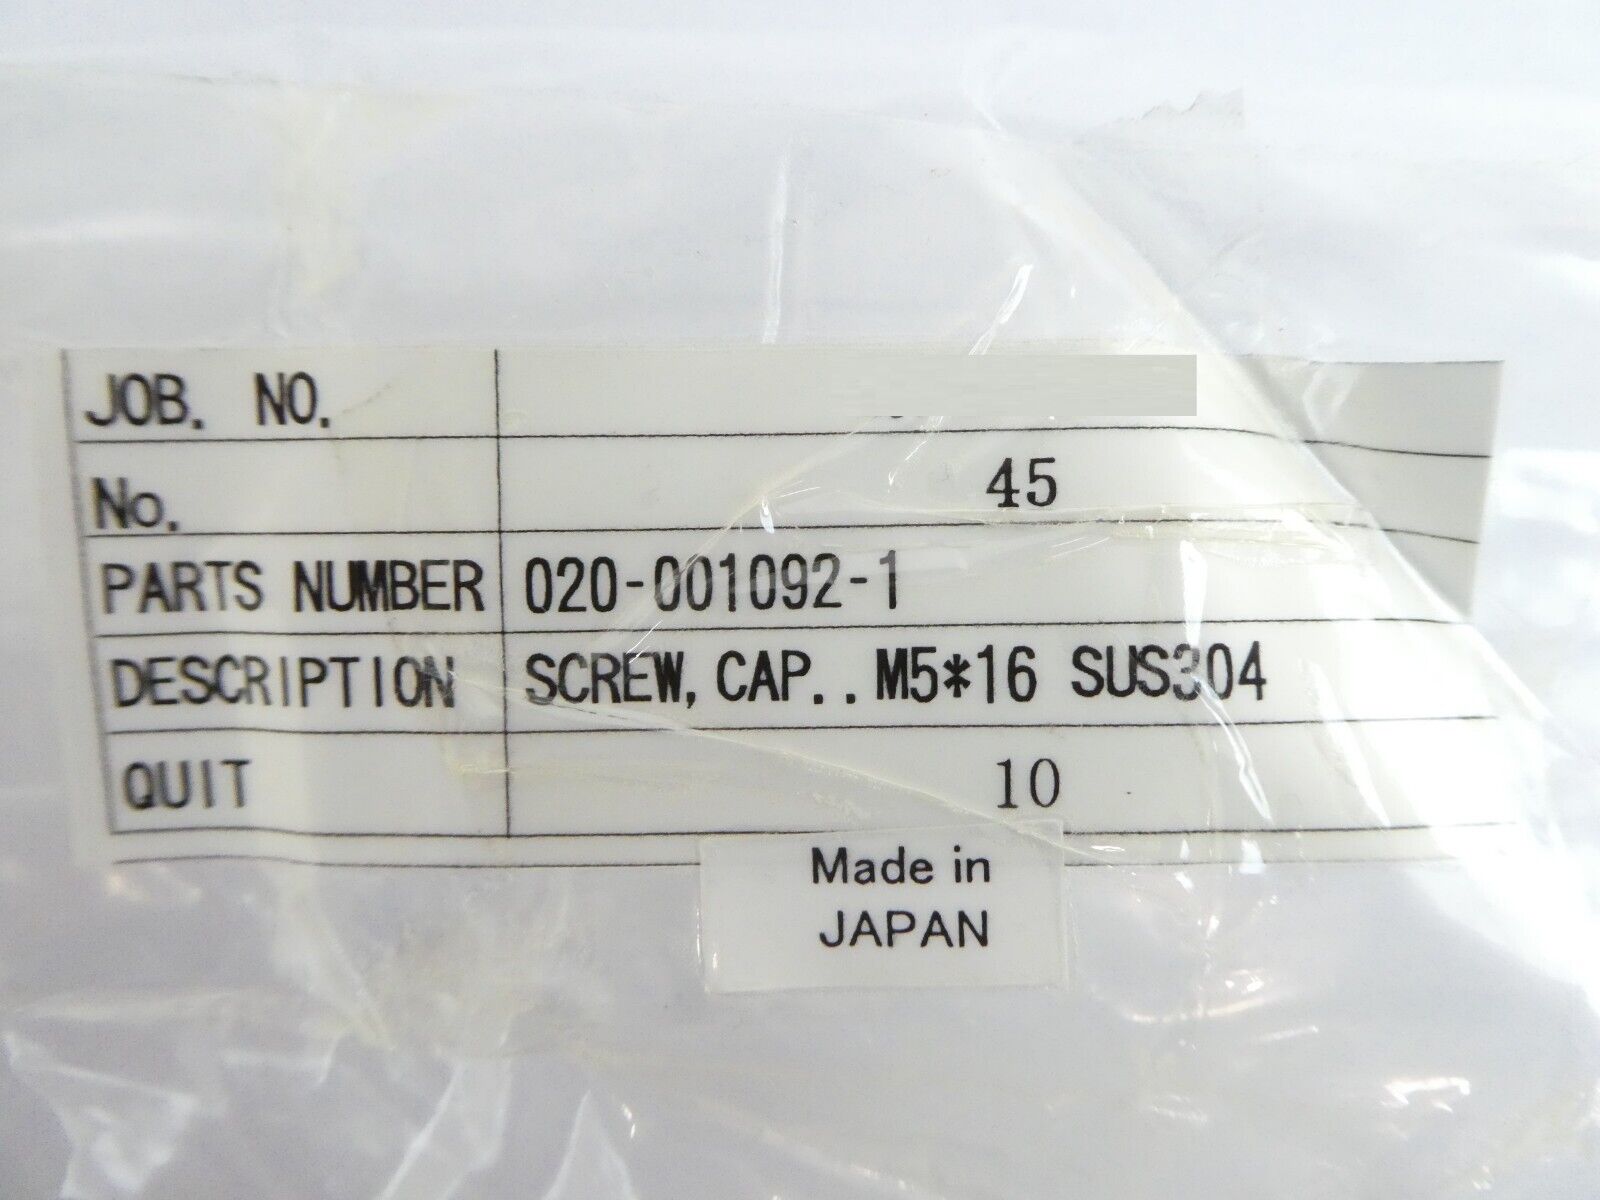 JOB. NO.
No. 45
PARTS NUMBER 020-001092-1
DESCRIPTION SCREW, CAP.. M5*16 SUS304
QUIT 10
Made in
JAPAN